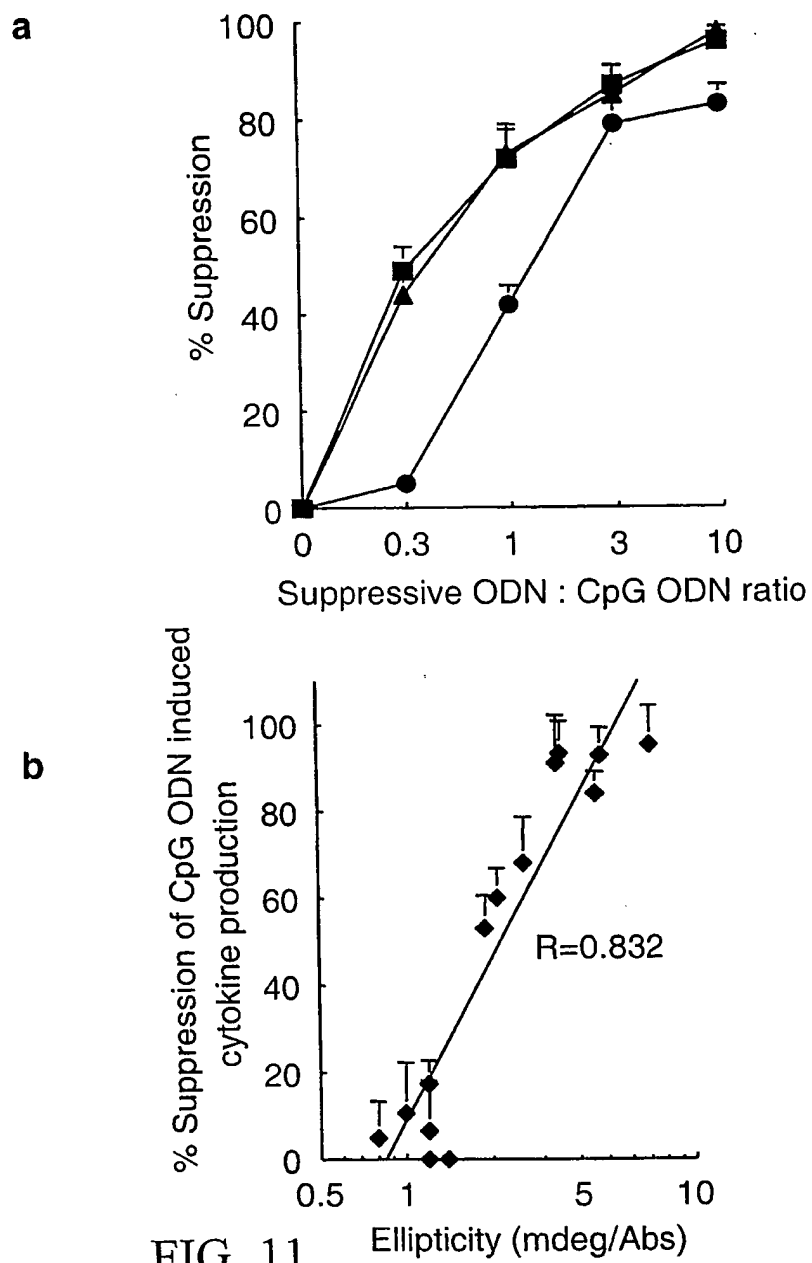 a
100
80
60
40
20
0
% Suppression
0 0.3 1 3 10
Suppressive ODN : CpG ODN ratio
b
% Suppression of CpG ODN induced
cytokine production
100
80
60
40
20
0
R=0.832
0.5 1 5 10
Ellipticity (mdeg/Abs)
FIG. 11